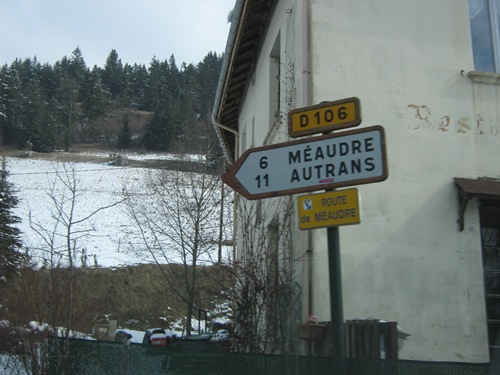 D 106
6 MÉAUDRE
11 AUTRANS
ROUTE
de MÉAUDRE